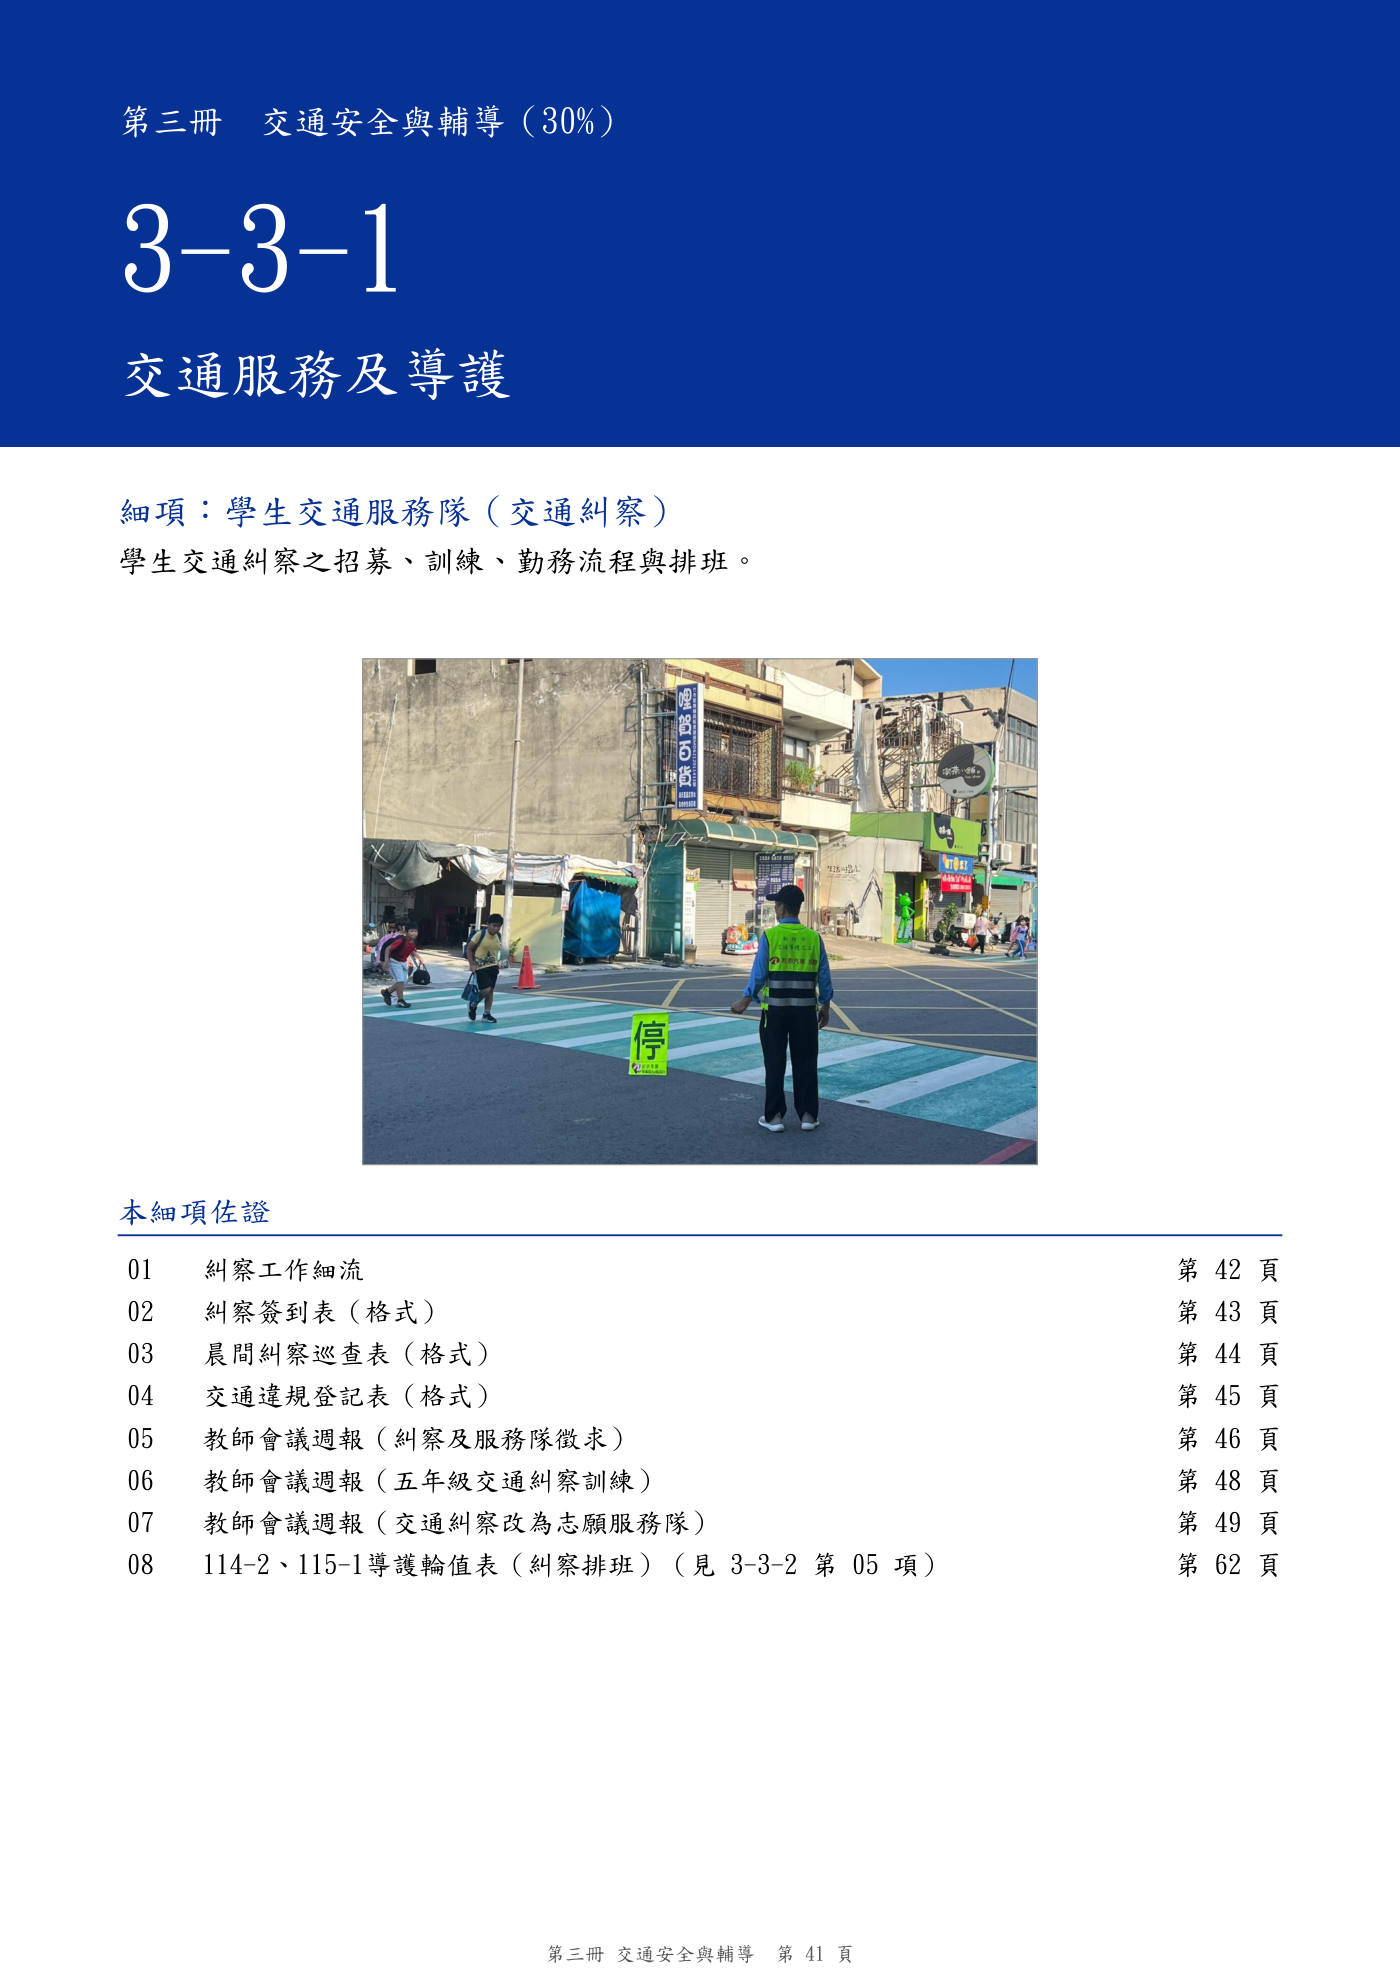 第三冊　交通安全與輔導（30%）
3-3-1
交通服務及導護
細項：學生交通服務隊（交通糾察）
學生交通糾察之招募、訓練、勤務流程與排班。
哩賀百貨
停
本細項佐證
01 糾察工作細流 第 42 頁
02 糾察簽到表（格式） 第 43 頁
03 晨間糾察巡查表（格式） 第 44 頁
04 交通違規登記表（格式） 第 45 頁
05 教師會議週報（糾察及服務隊徵求） 第 46 頁
06 教師會議週報（五年級交通糾察訓練） 第 48 頁
07 教師會議週報（交通糾察改為志願服務隊） 第 49 頁
08 114-2、115-1導護輪值表（糾察排班）（見 3-3-2 第 05 項） 第 62 頁
第三冊 交通安全與輔導　第 41 頁